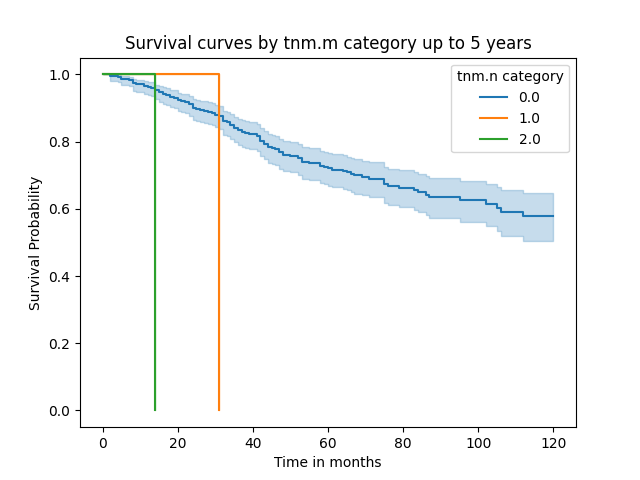 Survival curves by tnm.m category up to 5 years
tnm.n category
0.0
1.0
2.0
Survival Probability
1.0
0.8
0.6
0.4
0.2
0.0
0 20 40 60 80 100 120
Time in months